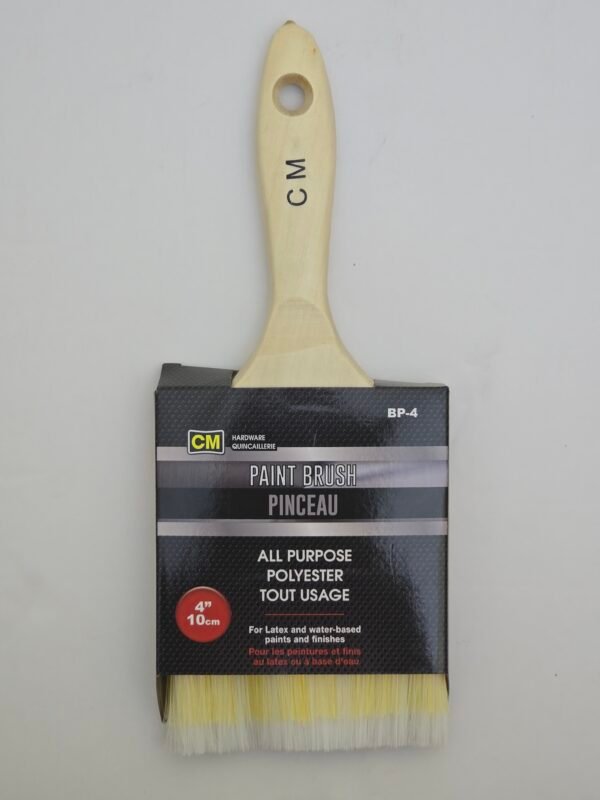 CM
BP-4
CM
HARDWARE
QUINCAILLERIE
PAINT BRUSH
PINCEAU
ALL PURPOSE
POLYESTER
TOUT USAGE
4"
10cm
For Latex and water-based
paints and finishes
Pour les peintures et finis
au latex ou à base d'eau